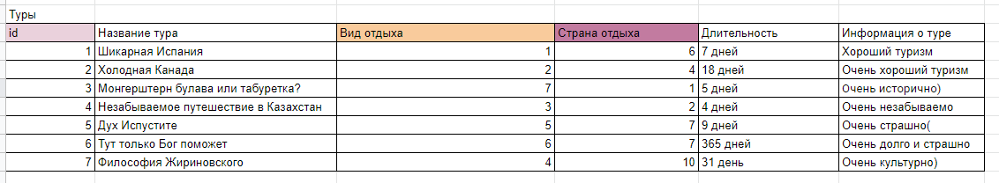 Туры
id Название тура Вид отдыха Страна отдыха Длительность Информация о туре
1 Шикарная Испания 1 6 7 дней Хороший туризм
2 Холодная Канада 2 4 18 дней Очень хороший туризм
3 Монгерштерн булава или табуретка? 7 1 5 дней Очень исторично)
4 Незабываемое путешествие в Казахстан 3 2 4 дней Очень незабываемо
5 Дух Испустите 5 7 9 дней Очень страшно(
6 Тут только Бог поможет 6 7 365 дней Очень долго и страшно
7 Философия Жириновского 4 10 31 день Очень культурно)